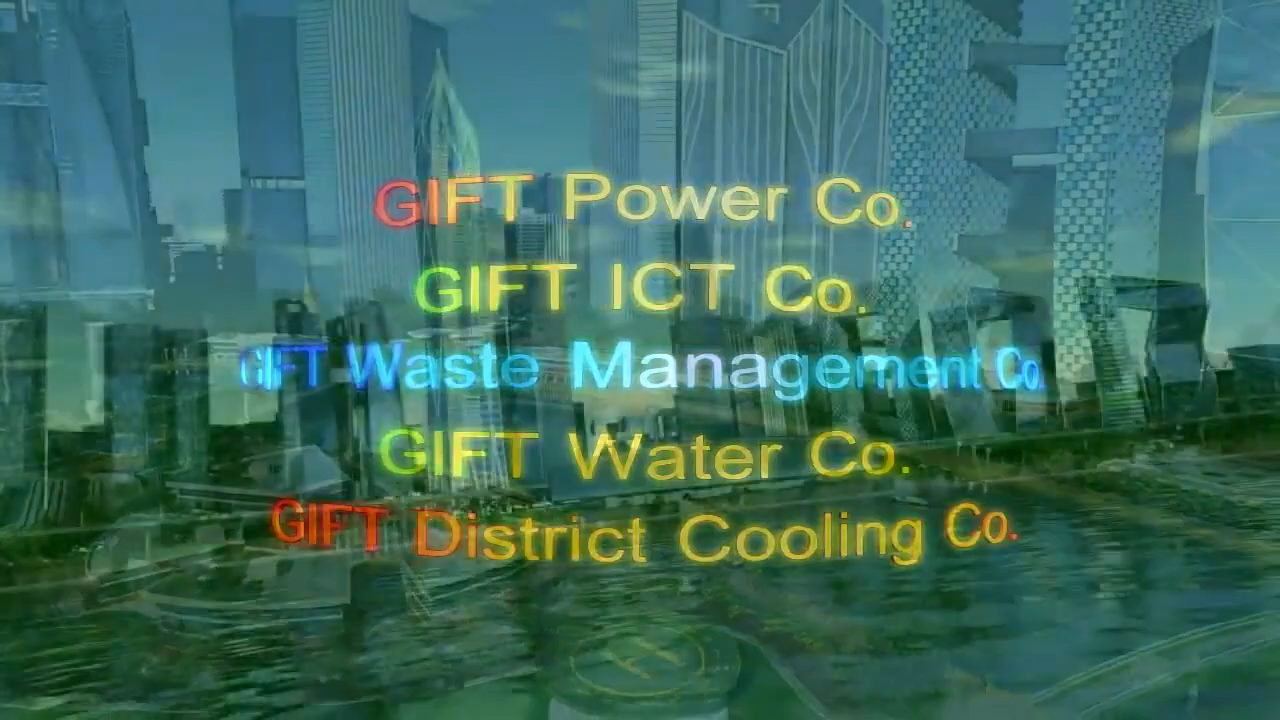 GIFT Power Co.
GIFT ICT Co.
GIFT Waste Management Co.
GIFT Water Co.
GIFT District Cooling Co.